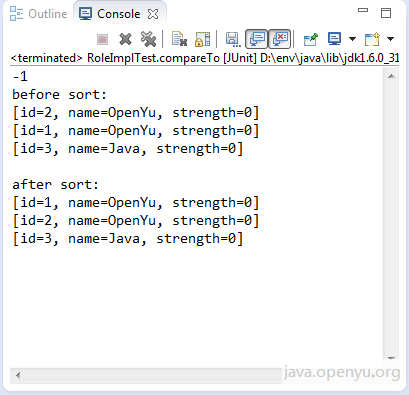 Outline Console
<terminated> RoleImplTest.compareTo [JUnit] D:\env\java\lib\jdk1.6.0_31
-1
before sort:
[id=2, name=OpenYu, strength=0]
[id=1, name=OpenYu, strength=0]
[id=3, name=Java, strength=0]
after sort:
[id=1, name=OpenYu, strength=0]
[id=2, name=OpenYu, strength=0]
[id=3, name=Java, strength=0]
java.openyu.org